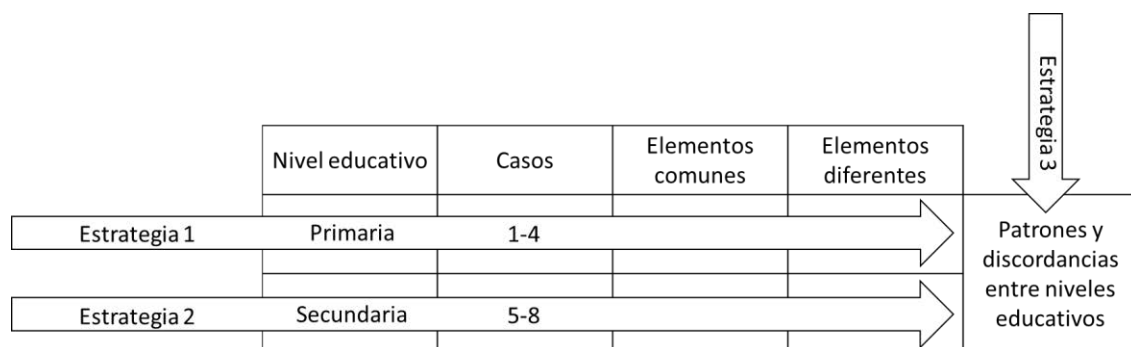 Estrategia 3
Nivel educativo
Casos
Elementos
comunes
Elementos
diferentes
Estrategia 1
Primaria
1-4
Patrones y
discordancias
entre niveles
educativos
Estrategia 2
Secundaria
5-8